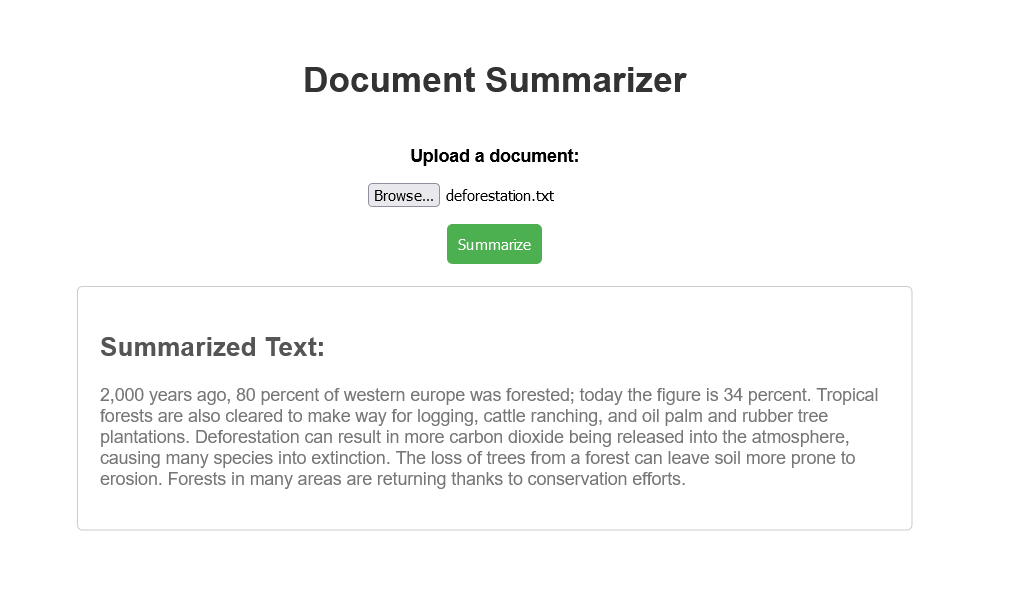 Document Summarizer
Upload a document:
Browse... deforestation.txt
Summarize
Summarized Text:
2,000 years ago, 80 percent of western europe was forested; today the figure is 34 percent. Tropical
forests are also cleared to make way for logging, cattle ranching, and oil palm and rubber tree
plantations. Deforestation can result in more carbon dioxide being released into the atmosphere,
causing many species into extinction. The loss of trees from a forest can leave soil more prone to
erosion. Forests in many areas are returning thanks to conservation efforts.